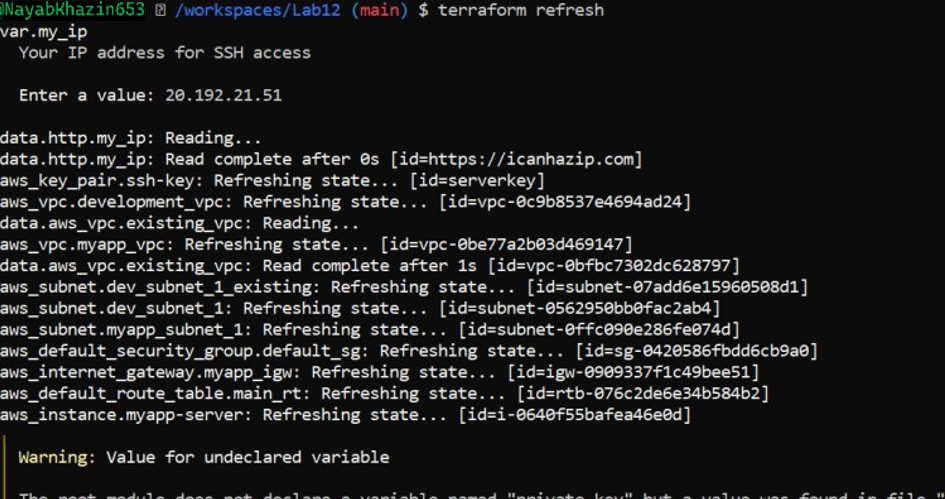 @NayabKhazin653 /workspaces/Lab12 (main) $ terraform refresh
var.my_ip
Your IP address for SSH access
Enter a value: 20.192.21.51
data.http.my_ip: Reading...
data.http.my_ip: Read complete after 0s [id=https://icanhazip.com]
aws_key_pair.ssh-key: Refreshing state... [id=serverkey]
aws_vpc.development_vpc: Refreshing state... [id=vpc-0c9b8537e4694ad24]
data.aws_vpc.existing_vpc: Reading...
aws_vpc.myapp_vpc: Refreshing state... [id=vpc-0be77a2b03d469147]
data.aws_vpc.existing_vpc: Read complete after 1s [id=vpc-0bfbc7302dc628797]
aws_subnet.dev_subnet_1_existing: Refreshing state... [id=subnet-07add6e15960508d1]
aws_subnet.dev_subnet_1: Refreshing state... [id=subnet-0562950bb0fac2ab4]
aws_subnet.myapp_subnet_1: Refreshing state... [id=subnet-0ffc090e286fe074d]
aws_default_security_group.default_sg: Refreshing state... [id=sg-0420586fbdd6cb9a0]
aws_internet_gateway.myapp_igw: Refreshing state... [id=igw-0909337f1c49bee51]
aws_default_route_table.main_rt: Refreshing state... [id=rtb-076c2de6e34b584b2]
aws_instance.myapp-server: Refreshing state... [id=i-0640f55bafea46e0d]
Warning: Value for undeclared variable
The root module does not declare a variable named "private_key" but a value was found in file "